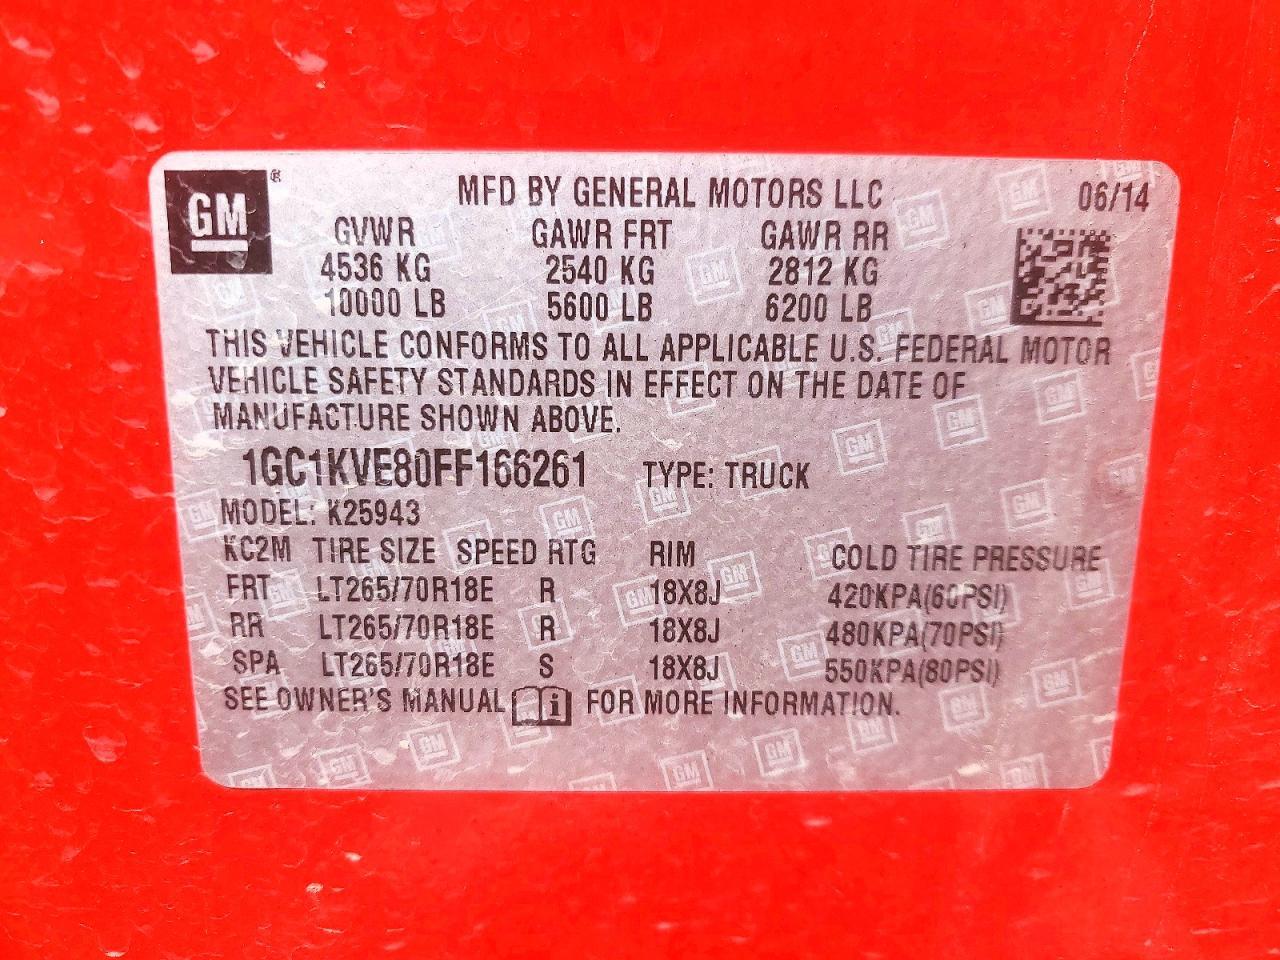 GM ®
MFD BY GENERAL MOTORS LLC 06/14
GVWR GAWR FRT GAWR RR
4536 KG 2540 KG 2812 KG
10000 LB 5600 LB 6200 LB
THIS VEHICLE CONFORMS TO ALL APPLICABLE U.S. FEDERAL MOTOR
VEHICLE SAFETY STANDARDS IN EFFECT ON THE DATE OF
MANUFACTURE SHOWN ABOVE.
1GC1KVE80FF166261 TYPE: TRUCK
MODEL: K25943
KC2M TIRE SIZE SPEED RTG RIM COLD TIRE PRESSURE
FRT LT265/70R18E R 18X8J 420KPA(60PSI)
RR LT265/70R18E R 18X8J 480KPA(70PSI)
SPA LT265/70R18E S 18X8J 550KPA(80PSI)
SEE OWNER'S MANUAL i FOR MORE INFORMATION.